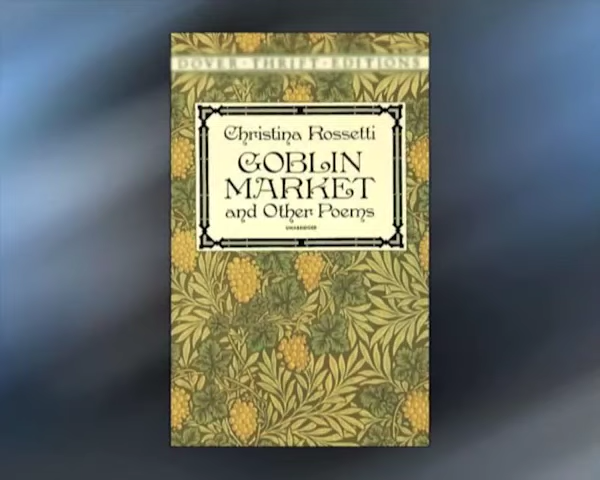 DOVER · THRIFT · EDITIONS
Christina Rossetti
GOBLIN
MARKET
and Other Poems
UNABRIDGED